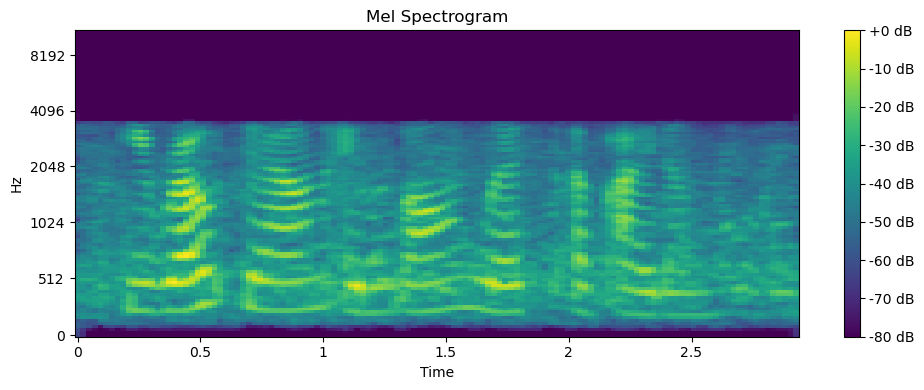 Mel Spectrogram
8192
4096
2048
1024
512
0
Hz
0
0.5
1
1.5
2
2.5
Time
+0 dB
-10 dB
-20 dB
-30 dB
-40 dB
-50 dB
-60 dB
-70 dB
-80 dB